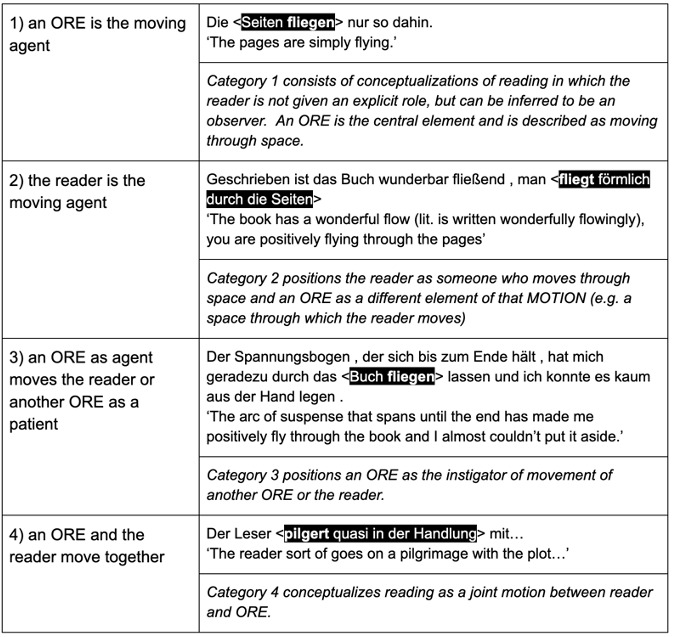 1) an ORE is the moving
agent
Die <Seiten fliegen> nur so dahin.
‘The pages are simply flying.’
Category 1 consists of conceptualizations of reading in which the
reader is not given an explicit role, but can be inferred to be an
observer.  An ORE is the central element and is described as moving
through space.
2) the reader is the
moving agent
Geschrieben ist das Buch wunderbar fließend , man <fliegt förmlich
durch die Seiten>
‘The book has a wonderful flow (lit. is written wonderfully flowingly),
you are positively flying through the pages’
Category 2 positions the reader as someone who moves through
space and an ORE as a different element of that MOTION (e.g. a
space through which the reader moves)
3) an ORE as agent
moves the reader or
another ORE as a
patient
Der Spannungsbogen , der sich bis zum Ende hält , hat mich
geradezu durch das <Buch fliegen> lassen und ich konnte es kaum
aus der Hand legen .
‘The arc of suspense that spans until the end has made me
positively fly through the book and I almost couldn’t put it aside.’
Category 3 positions an ORE as the instigator of movement of
another ORE or the reader.
4) an ORE and the
reader move together
Der Leser <pilgert quasi in der Handlung> mit…
‘The reader sort of goes on a pilgrimage with the plot…’
Category 4 conceptualizes reading as a joint motion between reader
and ORE.